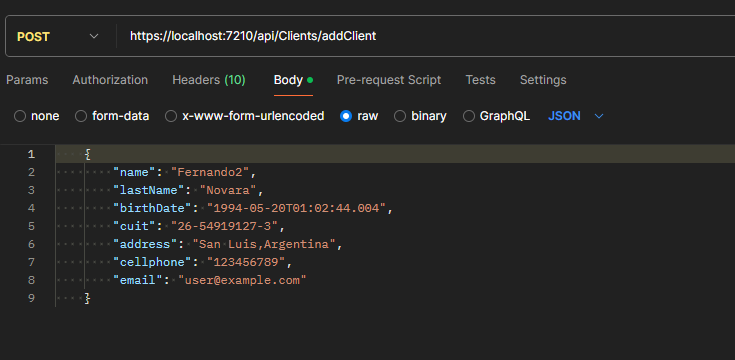 POST https://localhost:7210/api/Clients/addClient
Params Authorization Headers (10) Body Pre-request Script Tests Settings
none form-data x-www-form-urlencoded raw binary GraphQL JSON
1 {
2 "name": "Fernando2",
3 "lastName": "Novara",
4 "birthDate": "1994-05-20T01:02:44.004",
5 "cuit": "26-54919127-3",
6 "address": "San Luis,Argentina",
7 "cellphone": "123456789",
8 "email": "user@example.com"
9 }